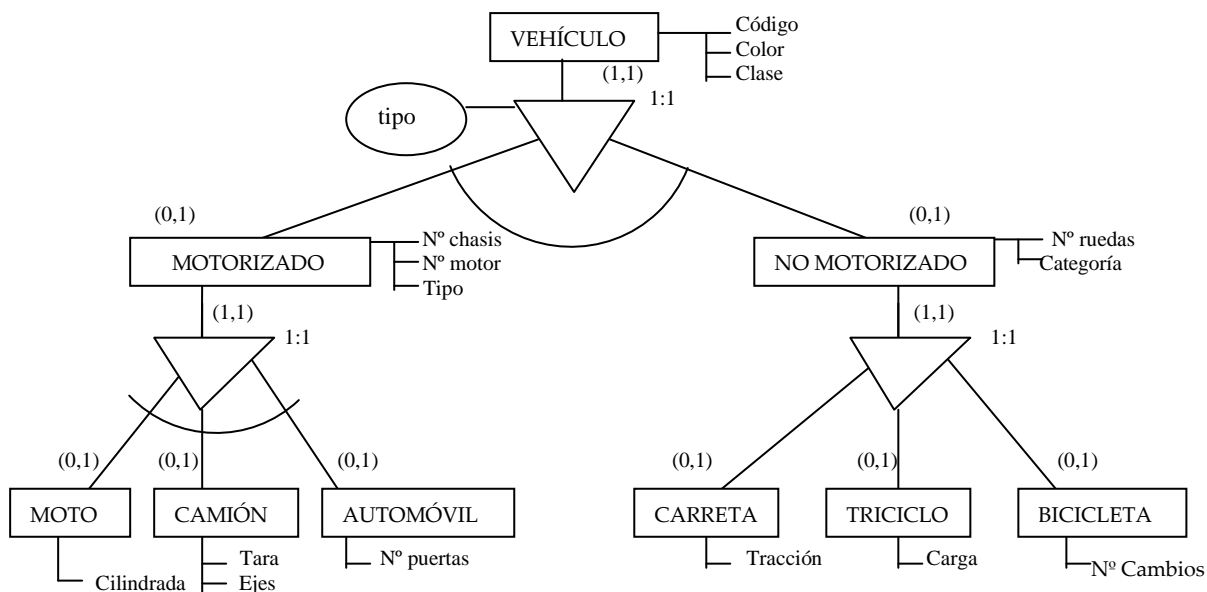 VEHÍCULO
Código
Color
Clase
(1,1)
1:1
tipo
(0,1)
(0,1)
MOTORIZADO
Nº chasis
Nº motor
Tipo
NO MOTORIZADO
Nº ruedas
Categoría
(1,1)
1:1
(1,1)
1:1
(0,1)
(0,1)
(0,1)
(0,1)
(0,1)
(0,1)
MOTO
CAMIÓN
AUTOMÓVIL
CARRETA
TRICICLO
BICICLETA
Cilindrada
Tara
Ejes
Nº puertas
Tracción
Carga
Nº Cambios